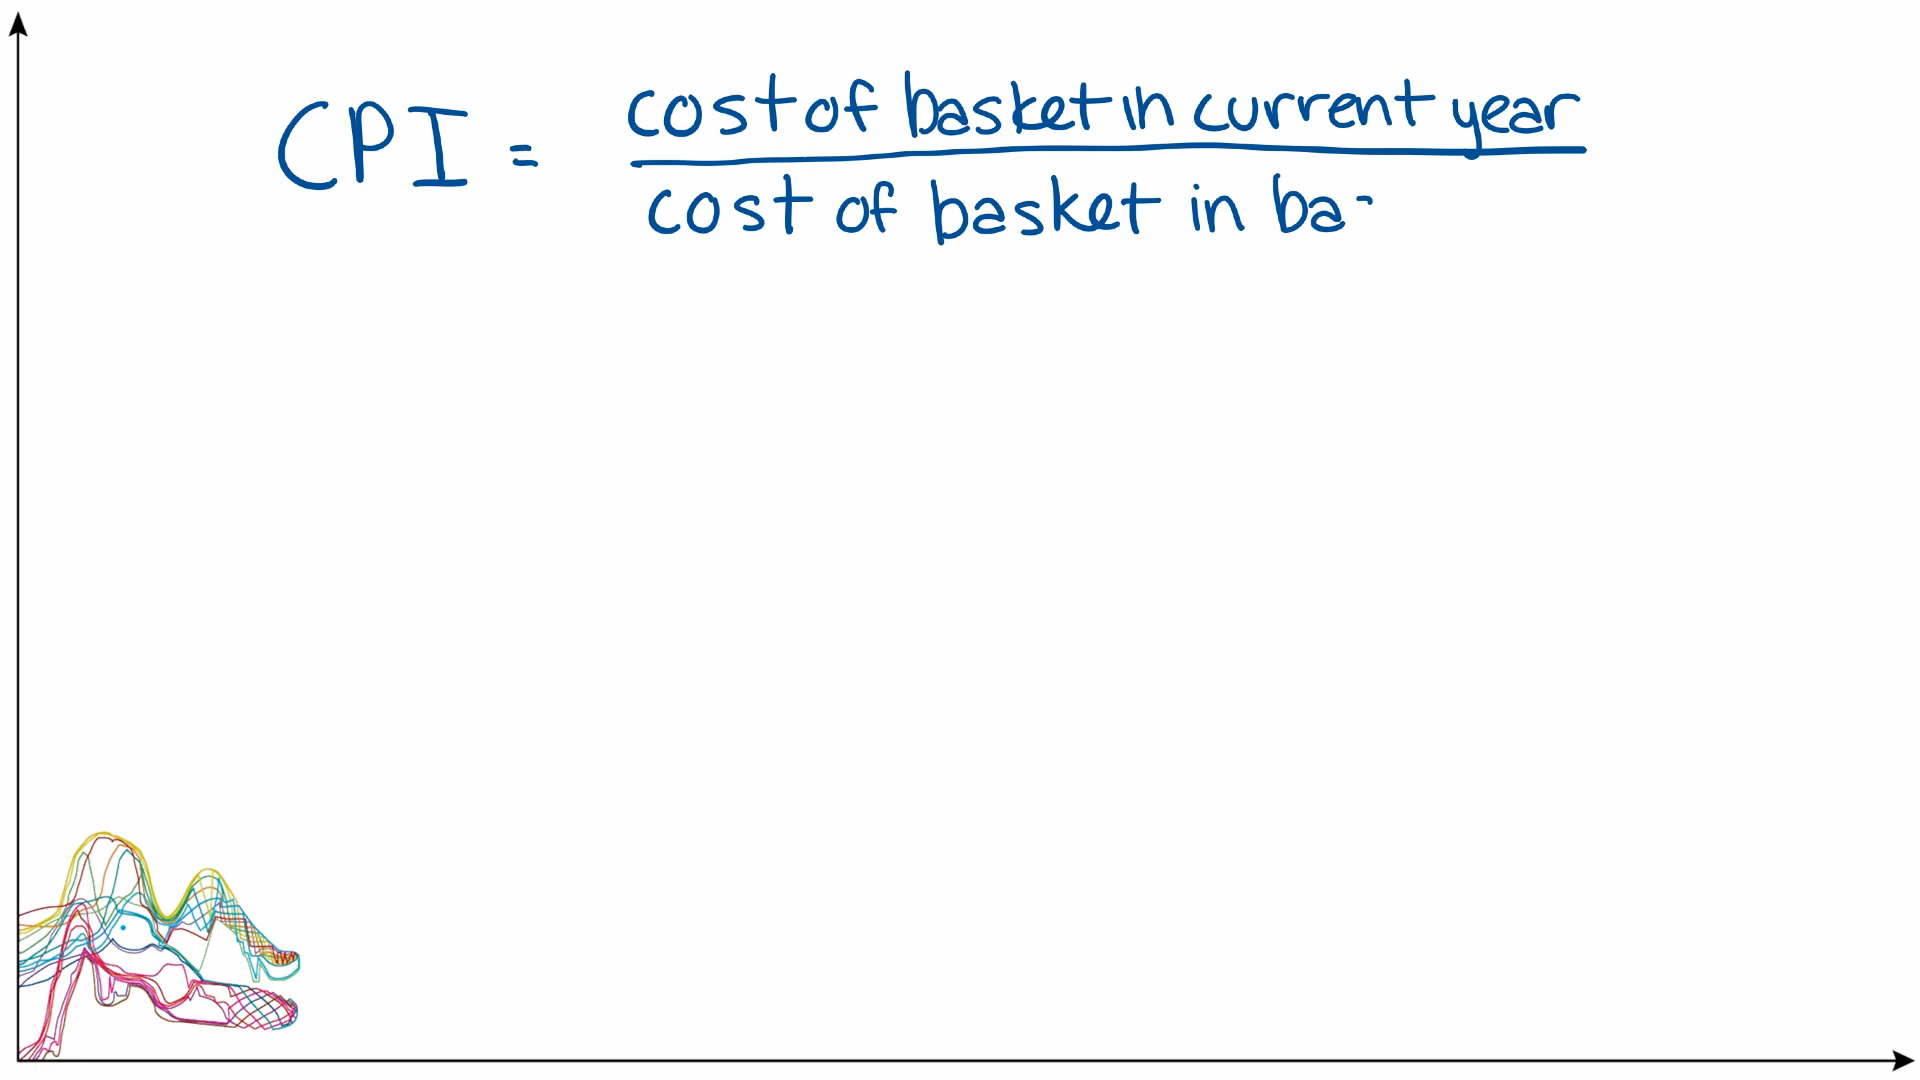 CPI = cost of basket in current year
cost of basket in ba